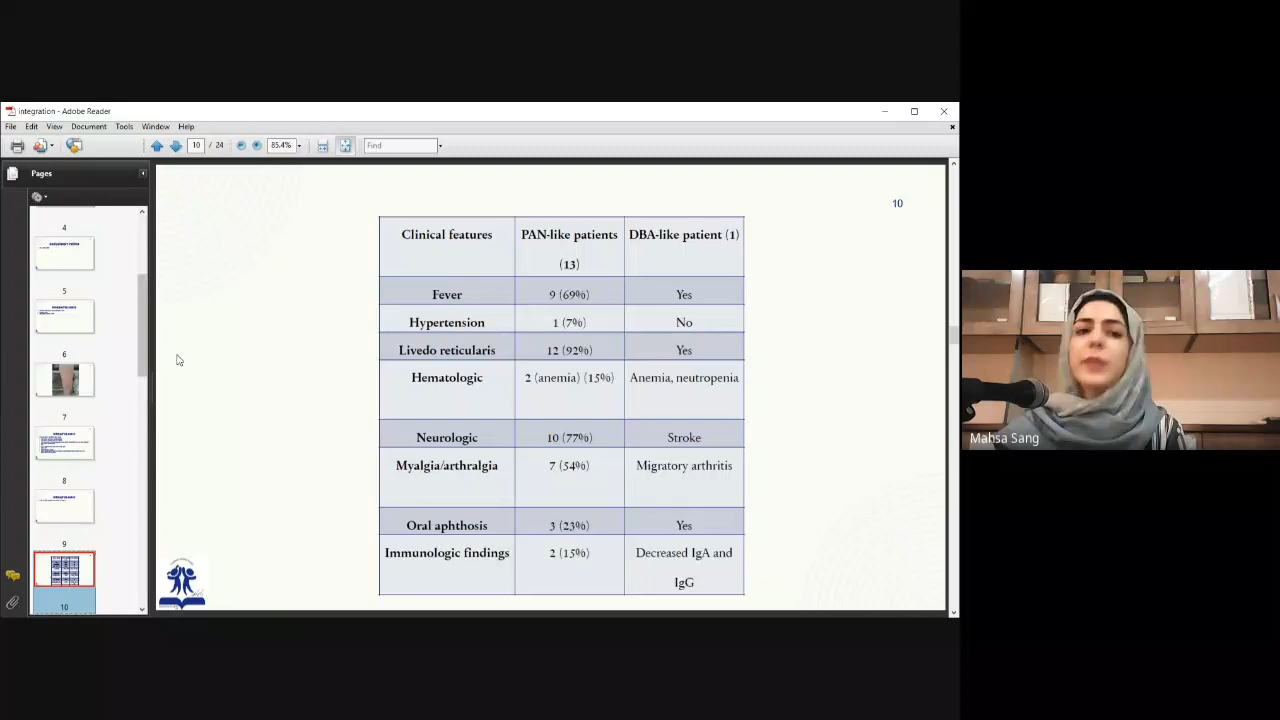 integration - Adobe Reader
File Edit View Document Tools Window Help
10 / 24 85.4% Find
Pages
4
5
6
7
8
9
10
10
Clinical features PAN-like patients (13) DBA-like patient (1)
Fever 9 (69%) Yes
Hypertension 1 (7%) No
Livedo reticularis 12 (92%) Yes
Hematologic 2 (anemia) (15%) Anemia, neutropenia
Neurologic 10 (77%) Stroke
Myalgia/arthralgia 7 (54%) Migratory arthritis
Oral aphthosis 3 (23%) Yes
Immunologic findings 2 (15%) Decreased IgA and IgG
Mahsa Sang